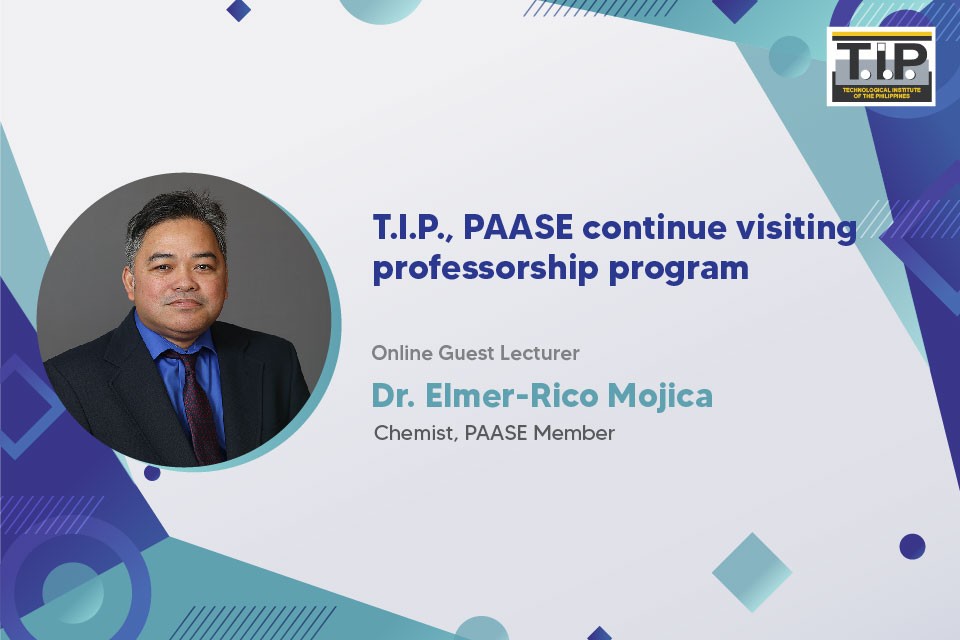 T.I.P.
TECHNOLOGICAL INSTITUTE
OF THE PHILIPPINES
T.I.P., PAASE continue visiting
professorship program
Online Guest Lecturer
Dr. Elmer-Rico Mojica
Chemist, PAASE Member